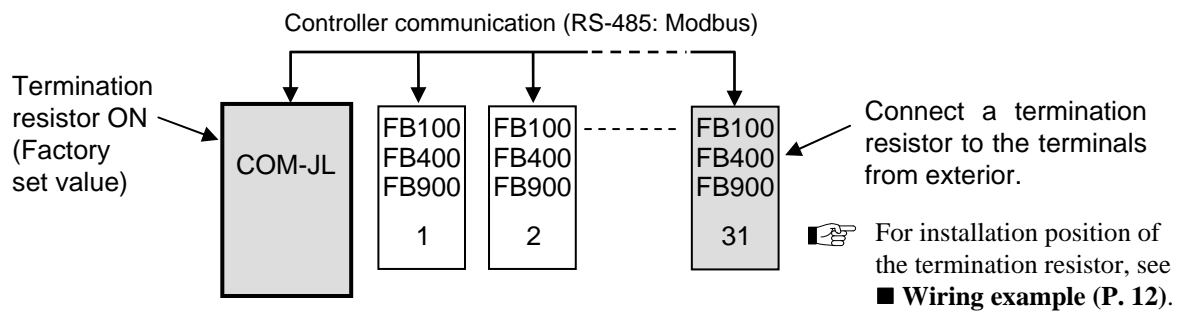 Controller communication (RS-485: Modbus)
Termination
resistor ON
(Factory
set value)
COM-JL
FB100
FB400
FB900
1
FB100
FB400
FB900
2
FB100
FB400
FB900
31
Connect a termination
resistor to the terminals
from exterior.
For installation position of
the termination resistor, see
■ Wiring example (P. 12).